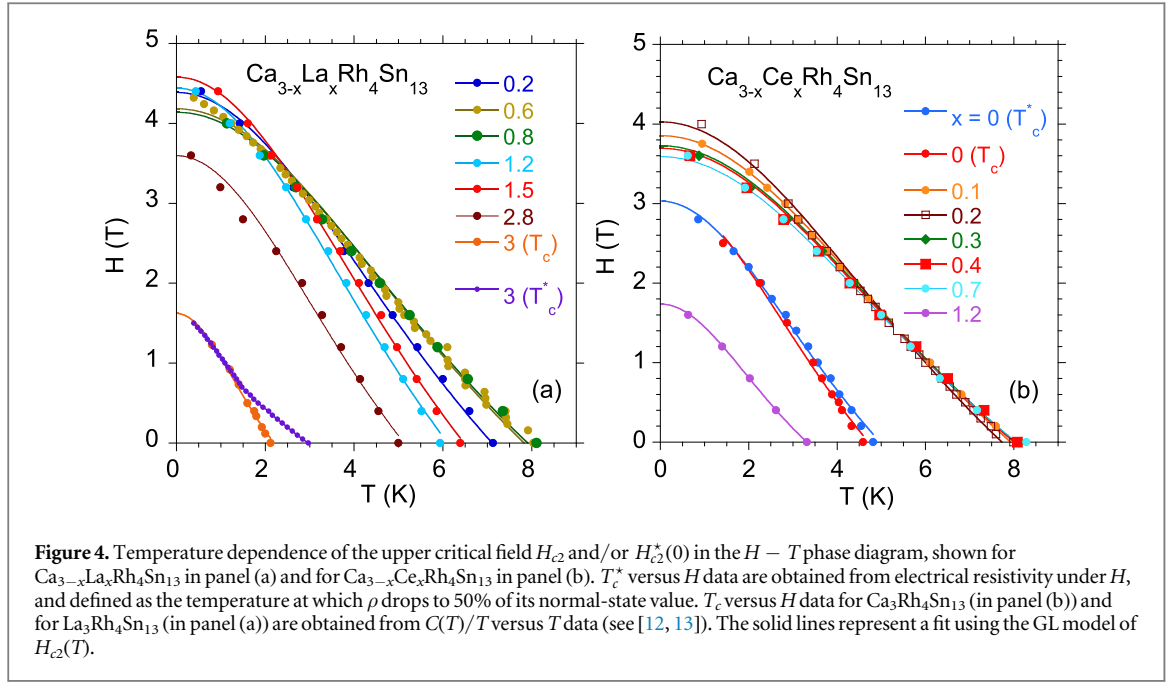 5
4
3
2
1
0
H (T)
0
2
4
6
8
T (K)
Ca3-xLaxRh4Sn13
0.2
0.6
0.8
1.2
1.5
2.8
3 (Tc)
3 (T*c)
(a)
5
4
3
2
1
0
H (T)
0
2
4
6
8
T (K)
Ca3-xCexRh4Sn13
x = 0 (T*c)
0 (Tc)
0.1
0.2
0.3
0.4
0.7
1.2
(b)
Figure 4. Temperature dependence of the upper critical field Hc2 and/or H⋆c2(0) in the H − T phase diagram, shown for
Ca3−xLaxRh4Sn13 in panel (a) and for Ca3−xCexRh4Sn13 in panel (b). T⋆c versus H data are obtained from electrical resistivity under H,
and defined as the temperature at which ρ drops to 50% of its normal-state value. Tc versus H data for Ca3Rh4Sn13 (in panel (b)) and
for La3Rh4Sn13 (in panel (a)) are obtained from C(T)/T versus T data (see [12, 13]). The solid lines represent a fit using the GL model of
Hc2(T).